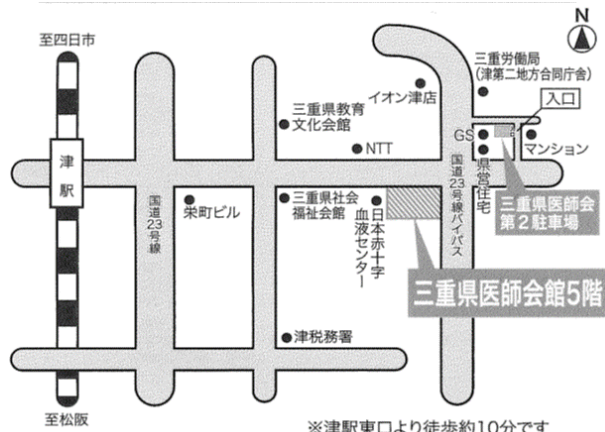 N
至四日市
三重労働局
(津第二地方合同庁舎)
イオン津店
入口
三重県教育
文化会館
GS
マンション
NTT
津駅
国道23号線
栄町ビル
三重県社会
福祉会館
日本赤十字
血液センター
国道23号線バイパス
県営住宅
三重県医師会
第2駐車場
三重県医師会館5階
津税務署
至松阪
※津駅東口より徒歩約10分です